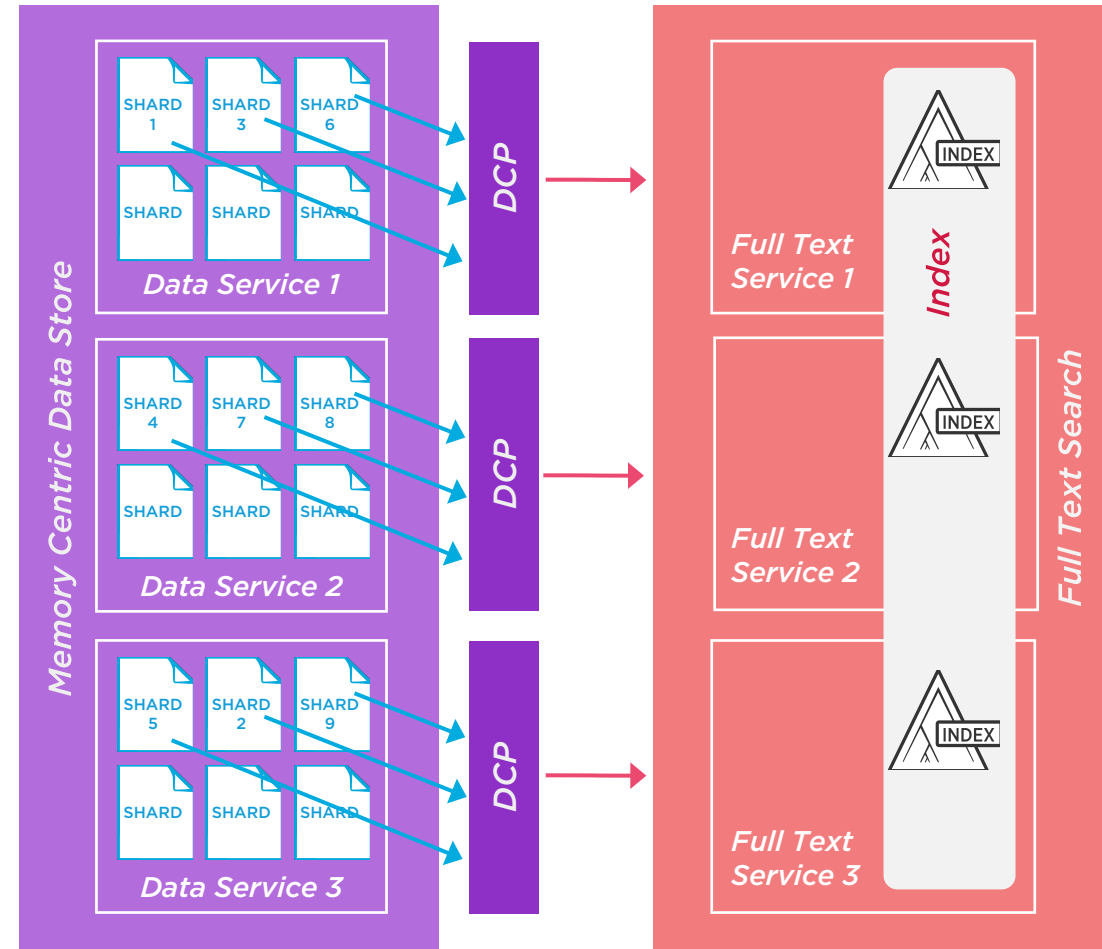 Memory Centric Data Store
SHARD
1
SHARD
3
SHARD
6
SHARD
SHARD
SHARD
Data Service 1
DCP
SHARD
4
SHARD
7
SHARD
8
SHARD
SHARD
SHARD
Data Service 2
DCP
SHARD
5
SHARD
2
SHARD
9
SHARD
SHARD
SHARD
Data Service 3
DCP
Full Text
Service 1
INDEX
Index
Full Text
Service 2
INDEX
Full Text
Service 3
INDEX
Full Text Search